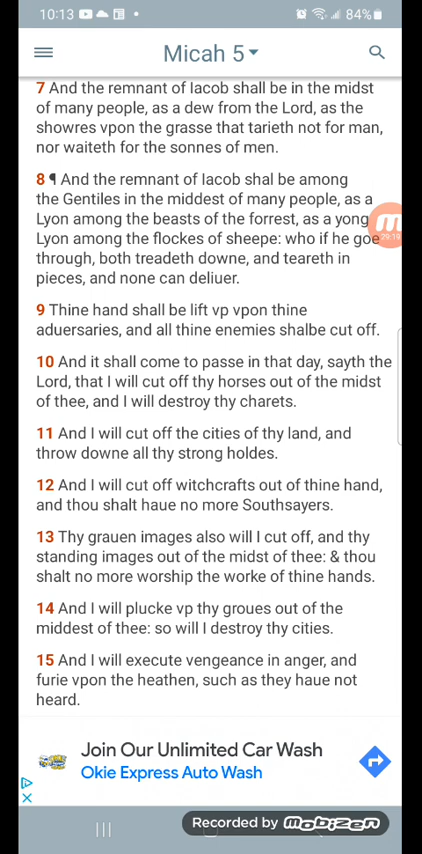 10:13
84%
Micah 5
7 And the remnant of Iacob shall be in the midst
of many people, as a dew from the Lord, as the
showres vpon the grasse that tarieth not for man,
nor waiteth for the sonnes of men.
8 ¶ And the remnant of Iacob shal be among
the Gentiles in the middest of many people, as a
Lyon among the beasts of the forrest, as a yong
Lyon among the flockes of sheepe: who if he goe
through, both treadeth downe, and teareth in
pieces, and none can deliuer.
29:19
9 Thine hand shall be lift vp vpon thine
aduersaries, and all thine enemies shalbe cut off.
10 And it shall come to passe in that day, sayth the
Lord, that I will cut off thy horses out of the midst
of thee, and I will destroy thy charets.
11 And I will cut off the cities of thy land, and
throw downe all thy strong holdes.
12 And I will cut off witchcrafts out of thine hand,
and thou shalt haue no more Southsayers.
13 Thy grauen images also will I cut off, and thy
standing images out of the midst of thee: & thou
shalt no more worship the worke of thine hands.
14 And I will plucke vp thy groues out of the
middest of thee: so will I destroy thy cities.
15 And I will execute vengeance in anger, and
furie vpon the heathen, such as they haue not
heard.
Join Our Unlimited Car Wash
Okie Express Auto Wash
Recorded by mobizen